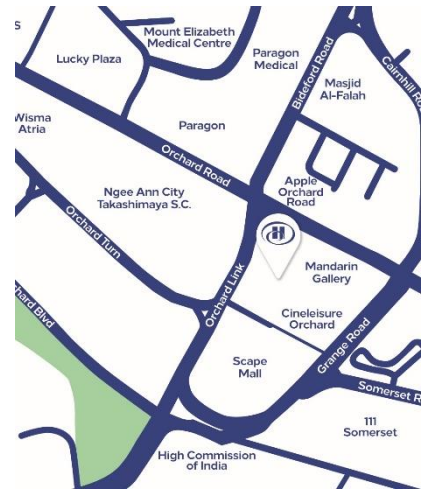 Mount Elizabeth
Medical Centre
Lucky Plaza
Paragon
Medical
Bideford Road
Cairnhill
Masjid
Al-Falah
Wisma
Atria
Paragon
Orchard Road
Apple
Orchard
Road
Ngee Ann City
Takashimaya S.C.
Orchard Turn
H
Mandarin
Gallery
Orchard Link
Cineleisure
Orchard
Grange Road
Blvd
Scape
Mall
Somerset
111
Somerset
High Commission
of India